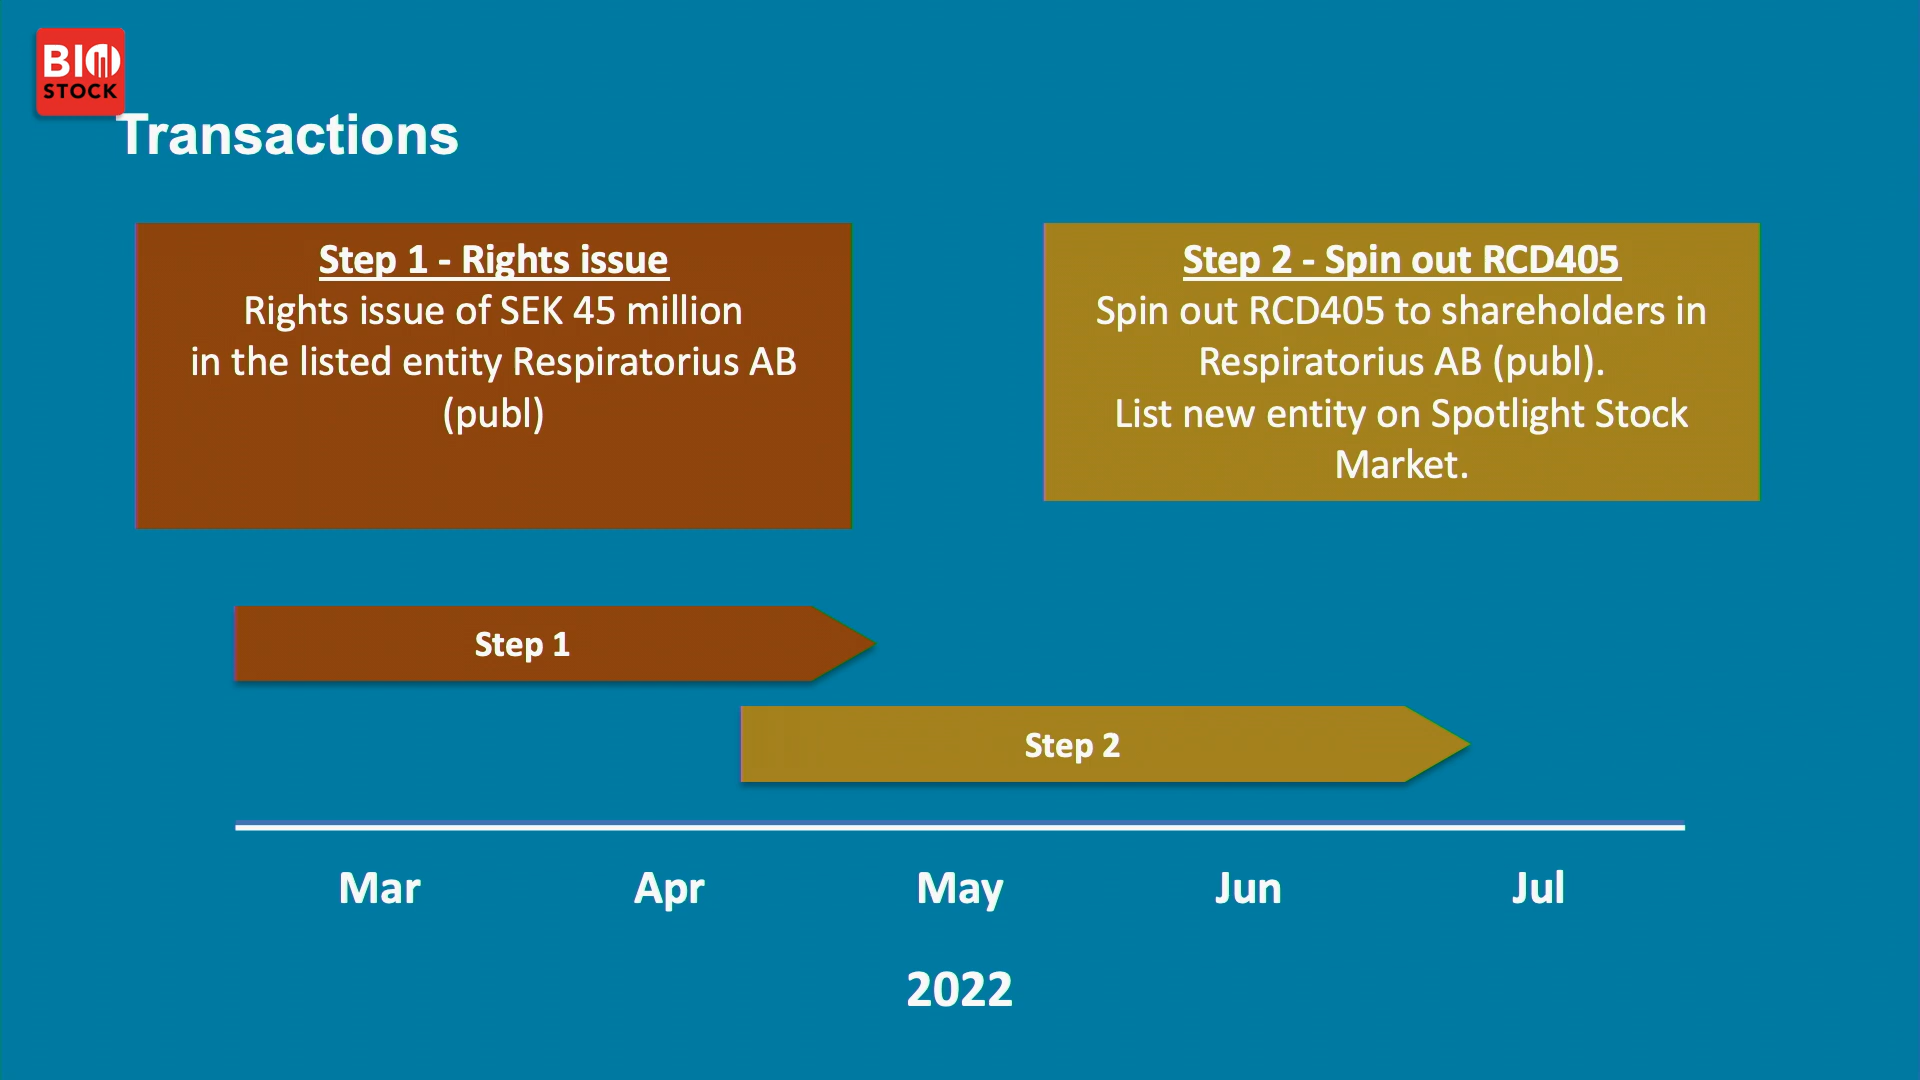 BIO
STOCK
Transactions
Step 1 - Rights issue
Rights issue of SEK 45 million
in the listed entity Respiratorius AB
(publ)
Step 2 - Spin out RCD405
Spin out RCD405 to shareholders in
Respiratorius AB (publ).
List new entity on Spotlight Stock
Market.
Step 1
Step 2
Mar Apr May Jun Jul
2022